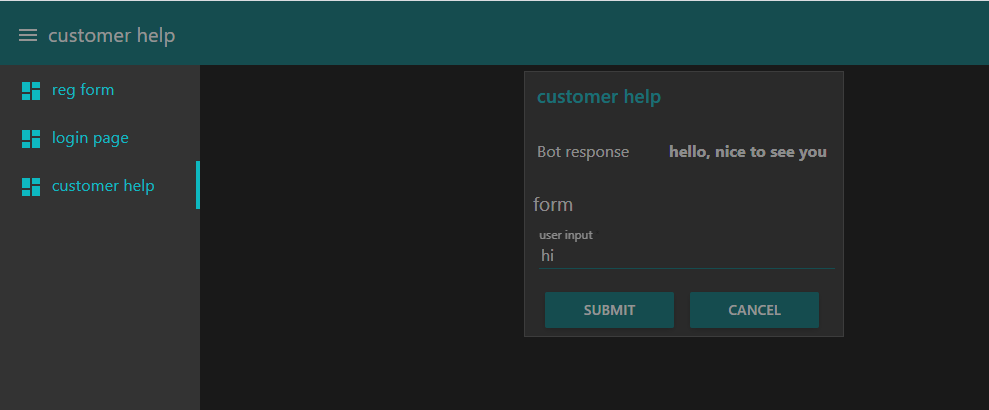 customer help
reg form
login page
customer help
customer help
Bot response hello, nice to see you
form
user input
hi
SUBMIT CANCEL